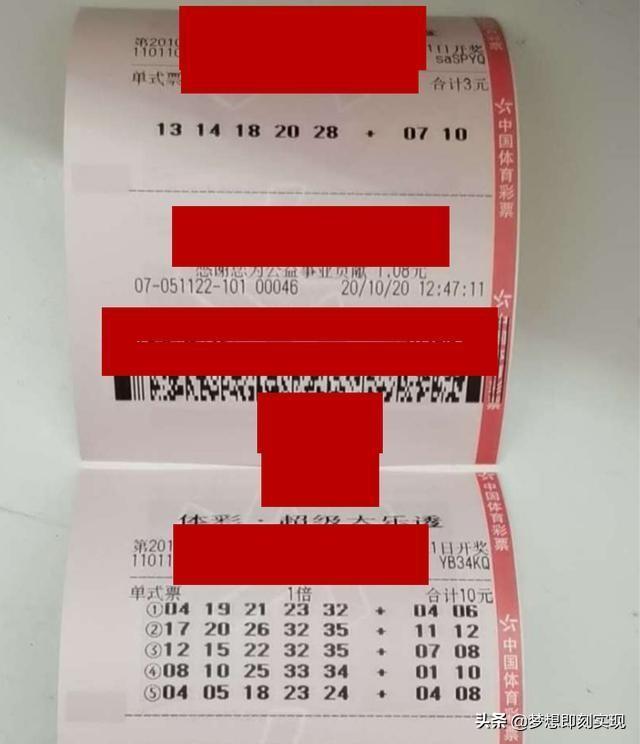 第2010
1日开奖
11011
saSPYQ
单式票 合计3元
13 14 18 20 28 + 07 10
感谢您为公益事业贡献 1.08元
07-051122-101 00046 20/10/20 12:47:11
中国体育彩票
体彩·超级大乐透
第201
1日开奖
11011
YB34KQ
单式票 1倍 合计10元
①04 19 21 23 32 + 04 06
②17 20 26 32 35 + 11 12
③12 15 22 32 35 + 07 08
④08 10 25 33 34 + 01 10
⑤04 05 18 23 24 + 04 08
中国体育彩票
中国体育彩
头条 @梦想即刻实现